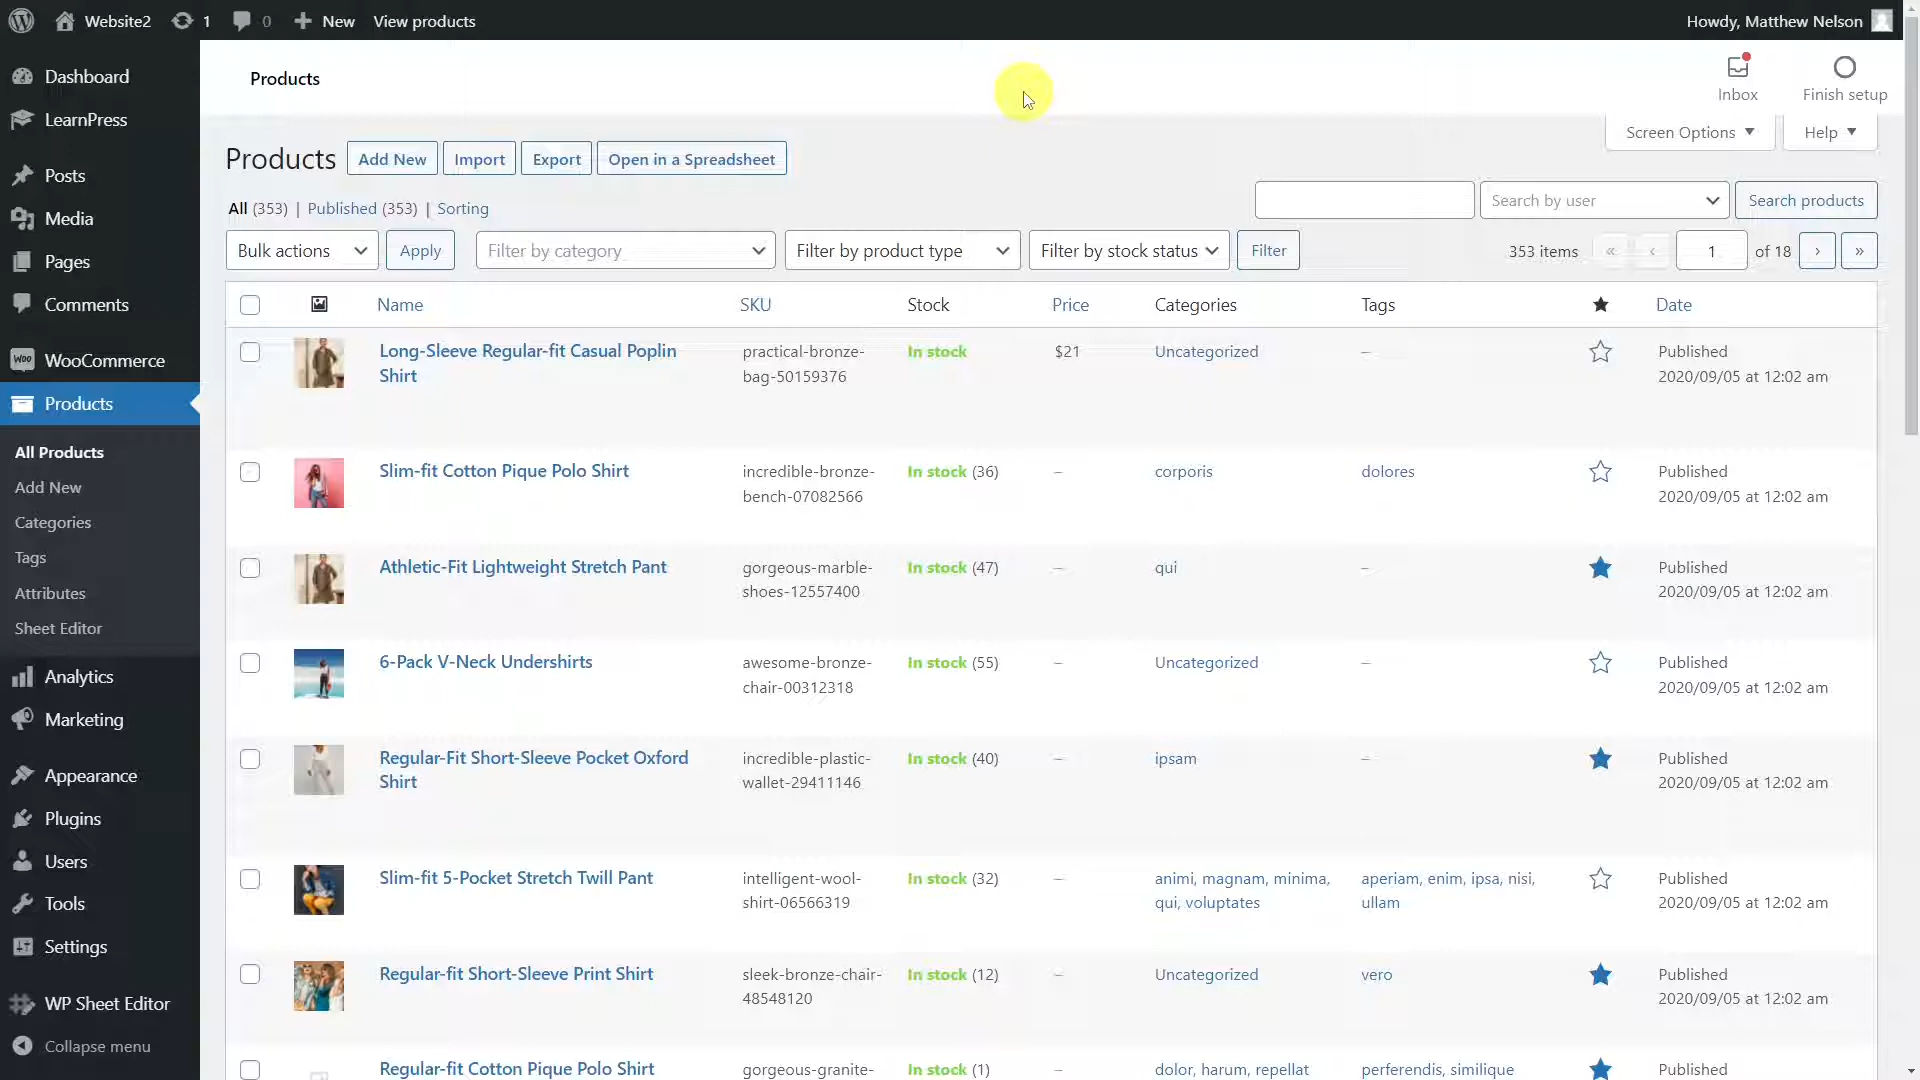 Website2 1 0 New View products Howdy, Matthew Nelson
Products
Inbox Finish setup
Screen Options Help
Dashboard
LearnPress
Posts
Media
Pages
Comments
WooCommerce
Products
All Products
Add New
Categories
Tags
Attributes
Sheet Editor
Analytics
Marketing
Appearance
Plugins
Users
Tools
Settings
WP Sheet Editor
Collapse menu
Products Add New Import Export Open in a Spreadsheet
All (353) | Published (353) | Sorting
Search by user Search products
Bulk actions Apply Filter by category Filter by product type Filter by stock status Filter 353 items « ‹ 1 of 18 › »
Name SKU Stock Price Categories Tags Date
Long-Sleeve Regular-fit Casual Poplin practical-bronze- In stock $21 Uncategorized – Published
Shirt bag-50159376 2020/09/05 at 12:02 am
Slim-fit Cotton Pique Polo Shirt incredible-bronze- In stock (36) – corporis dolores Published
bench-07082566 2020/09/05 at 12:02 am
Athletic-Fit Lightweight Stretch Pant gorgeous-marble- In stock (47) – qui – Published
shoes-12557400 2020/09/05 at 12:02 am
6-Pack V-Neck Undershirts awesome-bronze- In stock (55) – Uncategorized – Published
chair-00312318 2020/09/05 at 12:02 am
Regular-Fit Short-Sleeve Pocket Oxford incredible-plastic- In stock (40) – ipsam – Published
Shirt wallet-29411146 2020/09/05 at 12:02 am
Slim-fit 5-Pocket Stretch Twill Pant intelligent-wool- In stock (32) – animi, magnam, minima, aperiam, enim, ipsa, nisi, Published
shirt-06566319 qui, voluptates ullam 2020/09/05 at 12:02 am
Regular-fit Short-Sleeve Print Shirt sleek-bronze-chair- In stock (12) – Uncategorized vero Published
48548120 2020/09/05 at 12:02 am
Regular-fit Cotton Pique Polo Shirt gorgeous-granite- In stock (1) – dolor, harum, repellat perferendis, similique Published